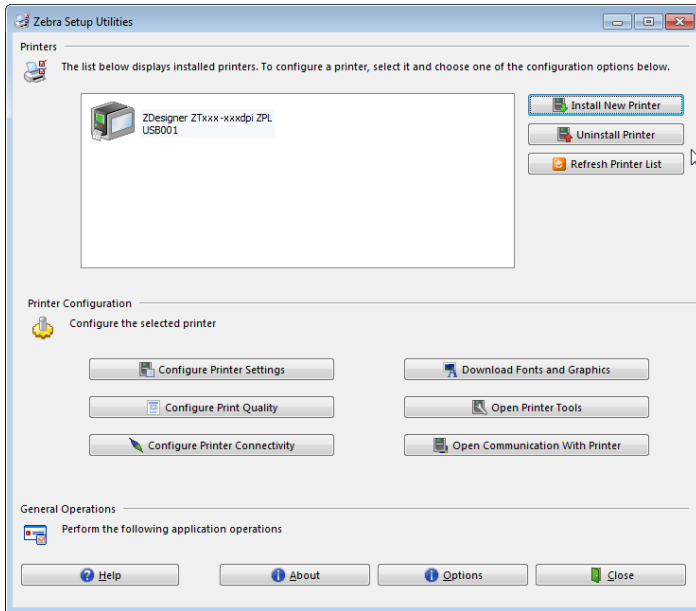 Zebra Setup Utilities
Printers
The list below displays installed printers. To configure a printer, select it and choose one of the configuration options below.
ZDesigner ZTxxx-xxxdpi ZPL
USB001
Install New Printer
Uninstall Printer
Refresh Printer List
Printer Configuration
Configure the selected printer
Configure Printer Settings
Download Fonts and Graphics
Configure Print Quality
Open Printer Tools
Configure Printer Connectivity
Open Communication With Printer
General Operations
Perform the following application operations
Help
About
Options
Close